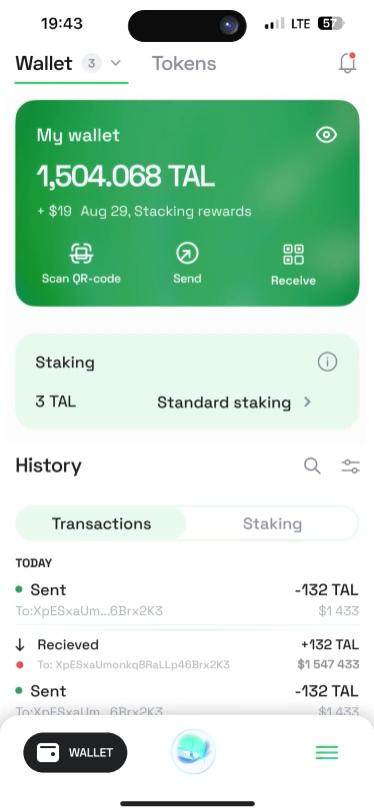 19:43 LTE 57
Wallet 3 Tokens
My wallet
1,504.068 TAL
+ $19 Aug 29, Stacking rewards
Scan QR-code Send Receive
Staking
3 TAL Standard staking
History
Transactions Staking
TODAY
Sent -132 TAL
To:XpESxaUm...6Brx2K3 $1 433
Recieved +132 TAL
To: XpESxaUmonkq8RaLLp46Brx2K3 $1 547 433
Sent -132 TAL
To:XpESxaUm...6Brx2K3 $1 433
WALLET